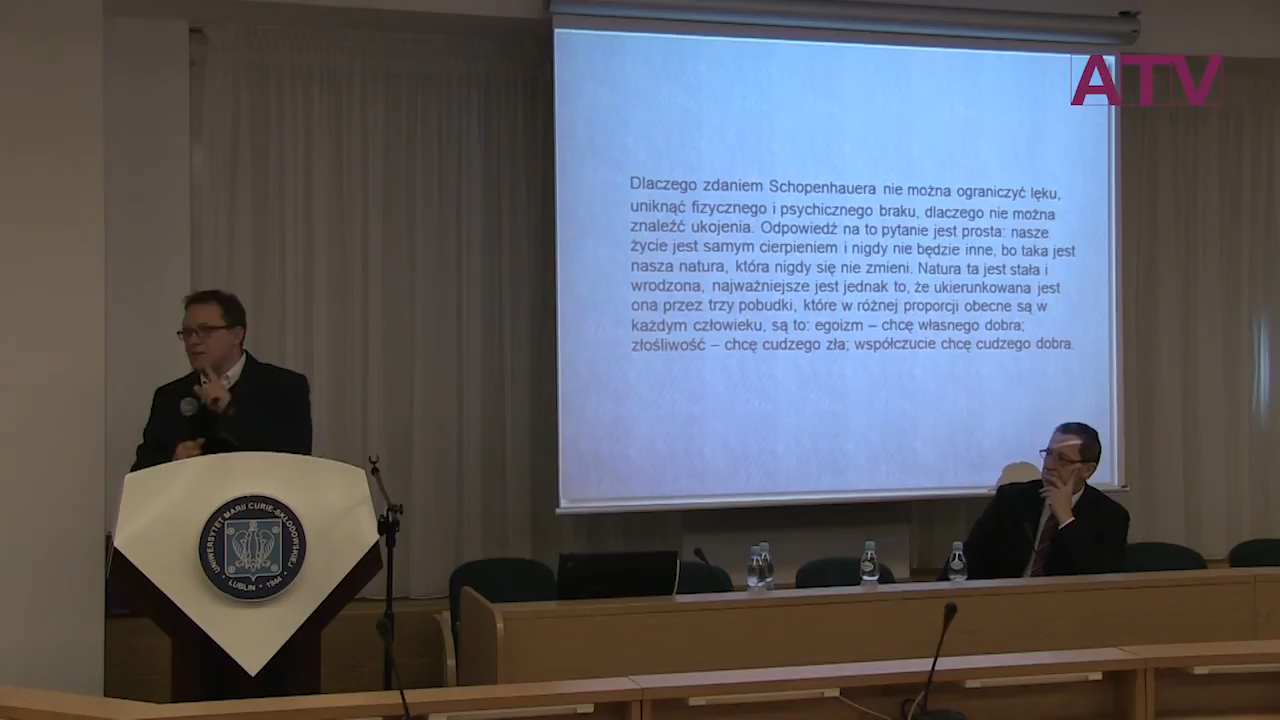 ATV
Dlaczego zdaniem Schopenhauera nie można ograniczyć lęku,
uniknąć fizycznego i psychicznego braku, dlaczego nie można
znaleźć ukojenia. Odpowiedź na to pytanie jest prosta: nasze
życie jest samym cierpieniem i nigdy nie będzie inne, bo taka jest
nasza natura, która nigdy się nie zmieni. Natura ta jest stała i
wrodzona, najważniejsze jest jednak to, że ukierunkowana jest
ona przez trzy pobudki, które w różnej proporcji obecne są w
każdym człowieku, są to: egoizm – chcę własnego dobra;
złośliwość – chcę cudzego zła; współczucie chcę cudzego dobra.
UNIWERSYTET MARII CURIE-SKŁODOWSKIEJ
LUBLIN · 1944